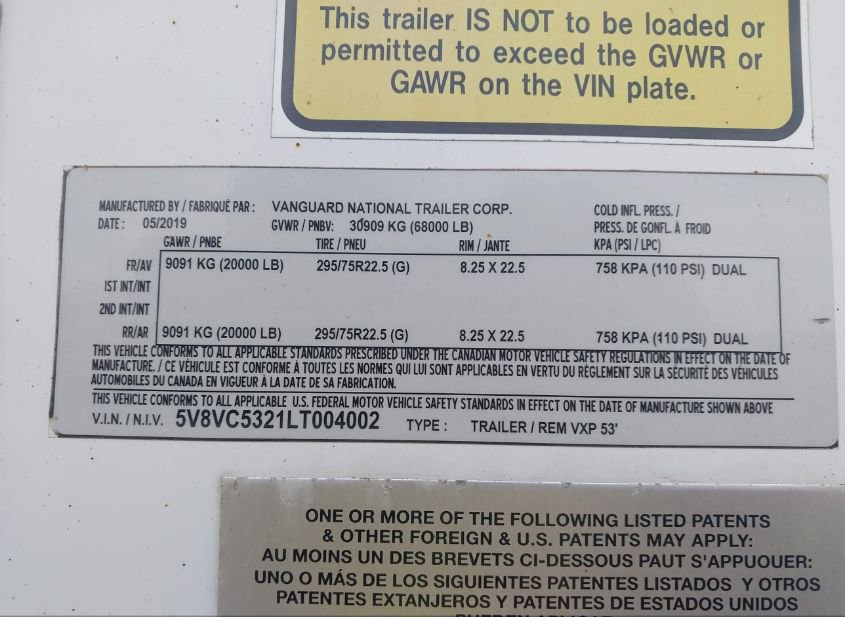 This trailer IS NOT to be loaded or
permitted to exceed the GVWR or
GAWR on the VIN plate.
MANUFACTURED BY / FABRIQUÉ PAR : VANGUARD NATIONAL TRAILER CORP.
DATE : 05/2019 GVWR / PNBV: 30909 KG (68000 LB)
COLD INFL. PRESS. /
PRESS. DE GONFL. À FROID
GAWR / PNBE TIRE / PNEU RIM / JANTE KPA (PSI / LPC)
FR/AV 9091 KG (20000 LB) 295/75R22.5 (G) 8.25 X 22.5 758 KPA (110 PSI) DUAL
IST INT/INT
2ND INT/INT
RR/AR 9091 KG (20000 LB) 295/75R22.5 (G) 8.25 X 22.5 758 KPA (110 PSI) DUAL
THIS VEHICLE CONFORMS TO ALL APPLICABLE STANDARDS PRESCRIBED UNDER THE CANADIAN MOTOR VEHICLE SAFETY REGULATIONS IN EFFECT ON THE DATE OF
MANUFACTURE. / CE VÉHICULE EST CONFORME À TOUTES LES NORMES QUI LUI SONT APPLICABLES EN VERTU DU RÈGLEMENT SUR LA SÉCURITÉ DES VÉHICULES
AUTOMOBILES DU CANADA EN VIGUEUR À LA DATE DE SA FABRICATION.
THIS VEHICLE CONFORMS TO ALL APPLICABLE U.S. FEDERAL MOTOR VEHICLE SAFETY STANDARDS IN EFFECT ON THE DATE OF MANUFACTURE SHOWN ABOVE
V.I.N. / N.I.V. 5V8VC5321LT004002 TYPE : TRAILER / REM VXP 53'
ONE OR MORE OF THE FOLLOWING LISTED PATENTS
& OTHER FOREIGN & U.S. PATENTS MAY APPLY:
AU MOINS UN DES BREVETS CI-DESSOUS PAUT S'APPUOUER:
UNO O MÁS DE LOS SIGUIENTES PATENTES LISTADOS Y OTROS
PATENTES EXTANJEROS Y PATENTES DE ESTADOS UNIDOS